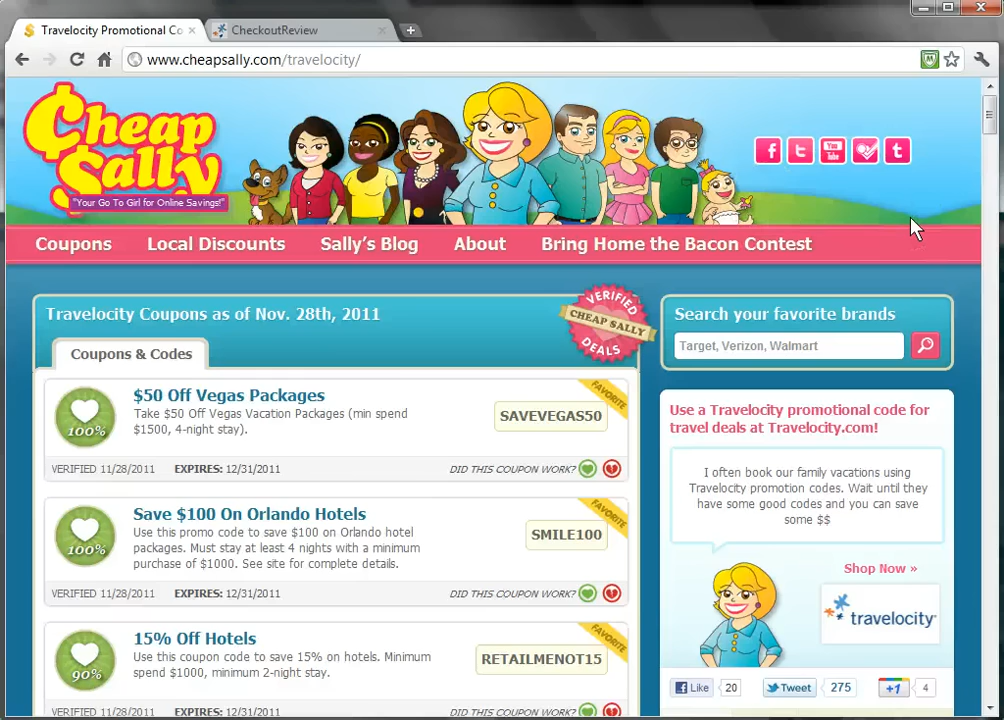 Travelocity Promotional Co
CheckoutReview
www.cheapsally.com/travelocity/
Cheap
Sally
"Your Go To Girl for Online Savings!"
f
t
You
Tube
t
Coupons
Local Discounts
Sally's Blog
About
Bring Home the Bacon Contest
Travelocity Coupons as of Nov. 28th, 2011
VERIFIED
CHEAP SALLY
DEALS
Search your favorite brands
Target, Verizon, Walmart
Coupons & Codes
100%
$50 Off Vegas Packages
Take $50 Off Vegas Vacation Packages (min spend
$1500, 4-night stay).
SAVEVEGAS50
FAVORITE
VERIFIED 11/28/2011
EXPIRES: 12/31/2011
DID THIS COUPON WORK?
100%
Save $100 On Orlando Hotels
Use this promo code to save $100 on Orlando hotel
packages. Must stay at least 4 nights with a minimum
purchase of $1000. See site for complete details.
SMILE100
FAVORITE
VERIFIED 11/28/2011
EXPIRES: 12/31/2011
DID THIS COUPON WORK?
90%
15% Off Hotels
Use this coupon code to save 15% on hotels. Minimum
spend $1000, minimum 2-night stay.
RETAILMENOT15
FAVORITE
VERIFIED 11/28/2011
EXPIRES: 12/31/2011
DID THIS COUPON WORK?
Use a Travelocity promotional code for
travel deals at Travelocity.com!
I often book our family vacations using
Travelocity promotion codes. Wait until they
have some good codes and you can save
some $$
Shop Now »
travelocity
Like
20
Tweet
275
+1
4